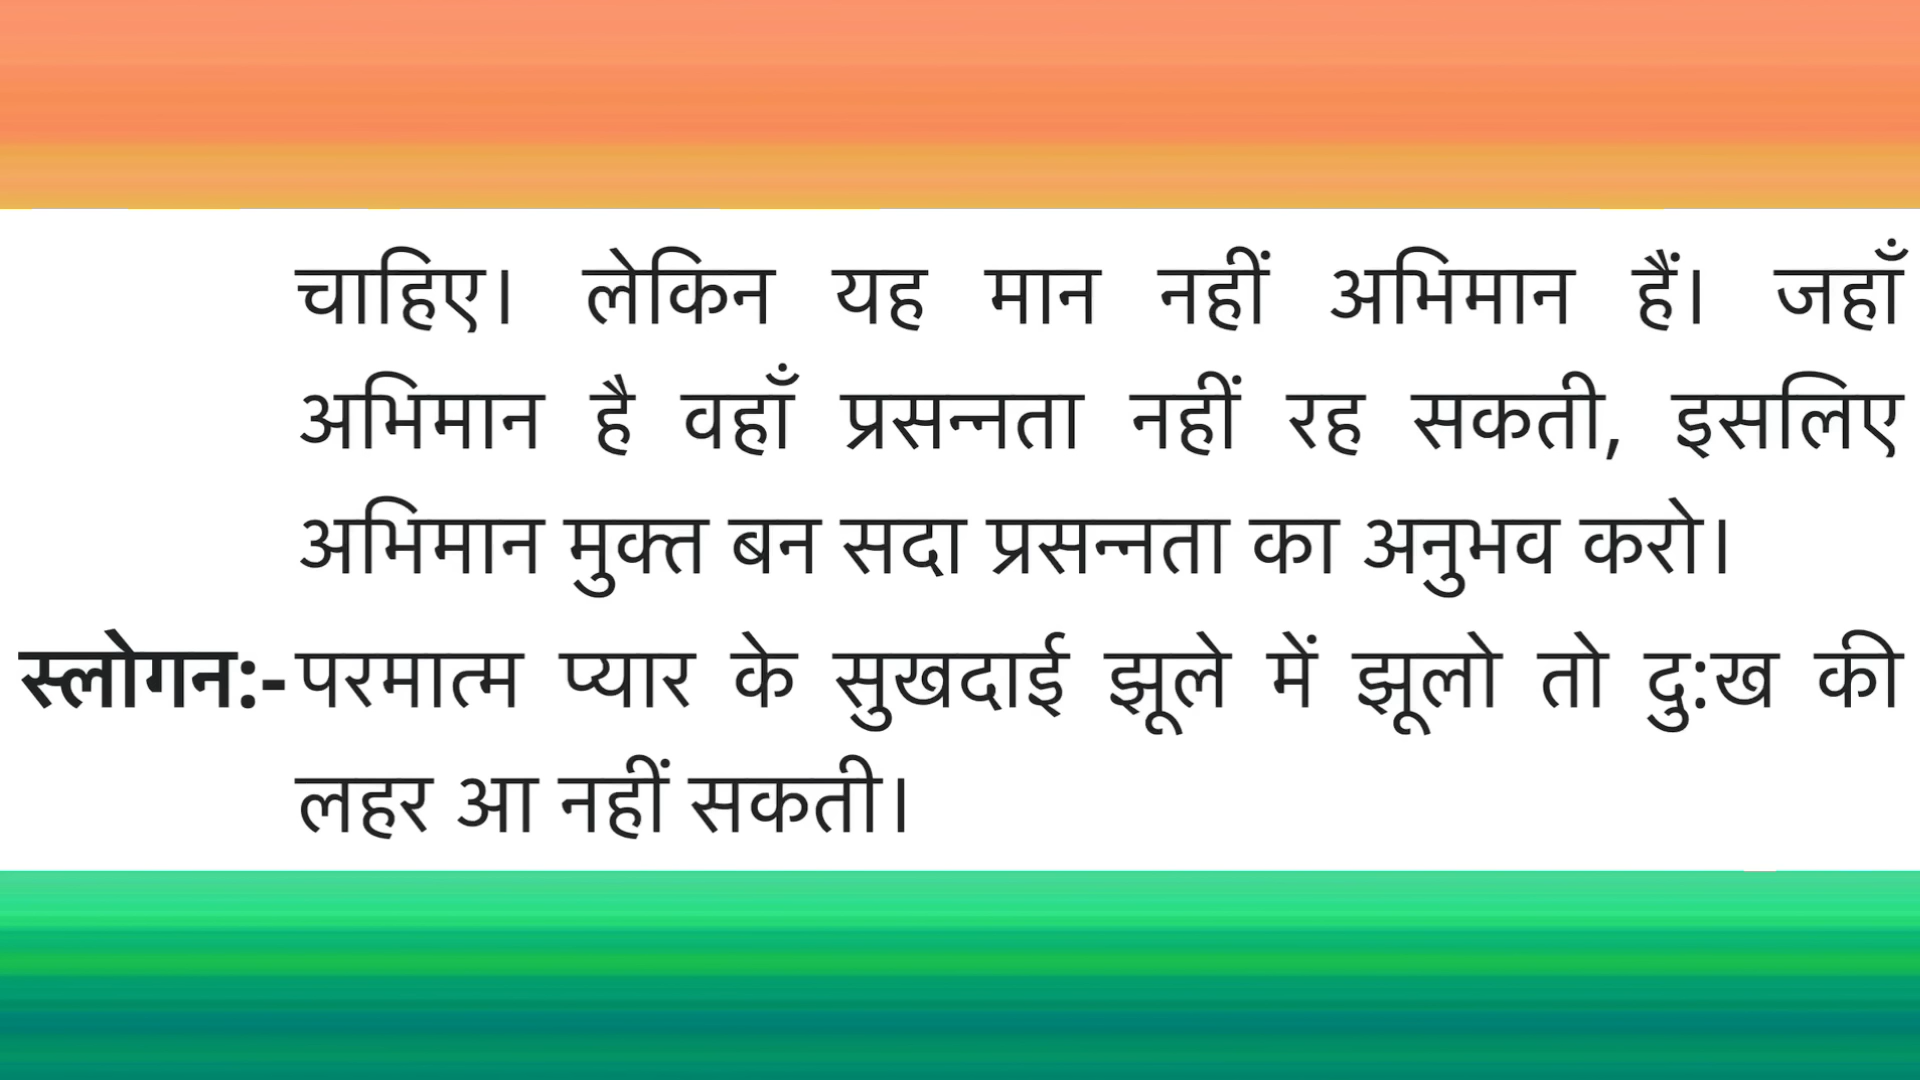 चाहिए। लेकिन यह मान नहीं अभिमान हैं। जहाँ
अभिमान है वहाँ प्रसन्नता नहीं रह सकती, इसलिए
अभिमान मुक्त बन सदा प्रसन्नता का अनुभव करो।
स्लोगन:- परमात्म प्यार के सुखदाई झूले में झूलो तो दु:ख की
लहर आ नहीं सकती।